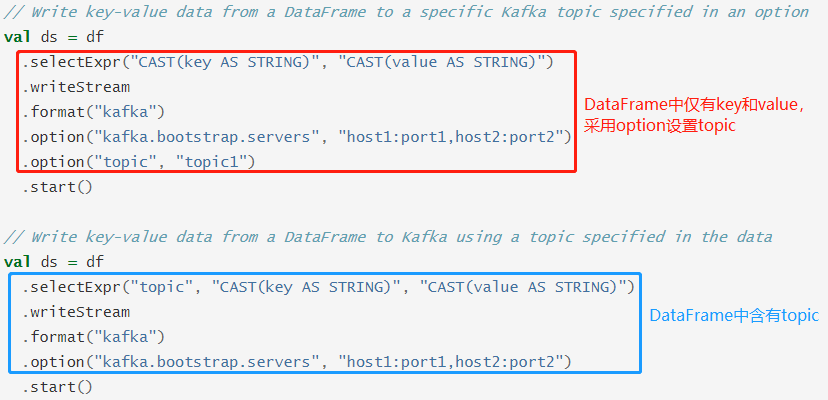 // Write key-value data from a DataFrame to a specific Kafka topic specified in an option
val ds = df
.selectExpr("CAST(key AS STRING)", "CAST(value AS STRING)")
.writeStream
.format("kafka")
.option("kafka.bootstrap.servers", "host1:port1,host2:port2")
.option("topic", "topic1")
.start()
DataFrame中仅有key和value，
采用option设置topic
// Write key-value data from a DataFrame to Kafka using a topic specified in the data
val ds = df
.selectExpr("topic", "CAST(key AS STRING)", "CAST(value AS STRING)")
.writeStream
.format("kafka")
.option("kafka.bootstrap.servers", "host1:port1,host2:port2")
.start()
DataFrame中含有topic